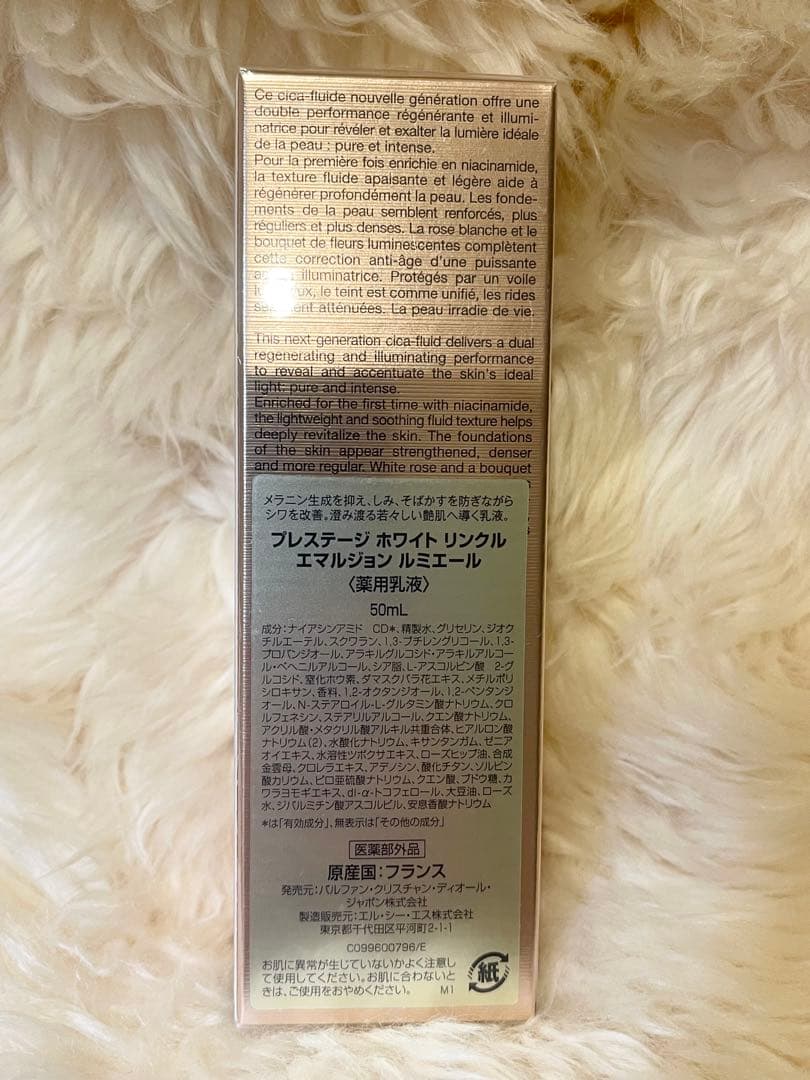 Ce cica-fluide nouvelle génération offre une
double performance régénérante et illumi-
natrice pour révéler et exalter la lumière idéale
de la peau : pure et intense.
Pour la première fois enrichie en niacinamide,
la texture fluide apaisante et légère aide à
régénérer profondément la peau. Les fonde-
ments de la peau semblent renforcés, plus
réguliers et plus denses. La rose blanche et le
bouquet de fleurs luminescentes complètent
cette correction anti-âge d'une puissante
illuminatrice. Protégés par un voile
le teint est comme unifié, les rides
atténuées. La peau irradie de vie.
This next-generation cica-fluid delivers a dual
regenerating and illuminating performance
to reveal and accentuate the skin's ideal
light: pure and intense.
Enriched for the first time with niacinamide,
the lightweight and soothing fluid texture helps
deeply revitalize the skin. The foundations
of the skin appear strengthened, denser
and more regular. White rose and a bouquet
メラニン生成を抑え、しみ、そばかすを防ぎながら
シワを改善。澄み渡る若々しい艶肌へ導く乳液。
プレステージ ホワイト リンクル
エマルジョン ルミエール
〈薬用乳液〉
50mL
成分：ナイアシンアミド CD*、精製水、グリセリン、ジオク
チルエーテル、スクワラン、1,3-ブチレングリコール、1,3-
プロパンジオール、アラキルグルコシド・アラキルアルコ
ール・ベヘニルアルコール、シア脂、L-アスコルビン酸 2-グ
ルコシド、窒化ホウ素、ダマスクバラ花エキス、メチルポリ
シロキサン、香料、1,2-オクタンジオール、1,2-ペンタンジ
オール、N-ステアロイル-L-グルタミン酸ナトリウム、クロ
ルフェネシン、ステアリルアルコール、クエン酸ナトリウム、
アクリル酸・メタクリル酸アルキル共重合体、ヒアルロン酸
ナトリウム(2)、水酸化ナトリウム、キサンタンガム、ゼニア
オイエキス、水溶性ツボクサエキス、ローズヒップ油、合成
金雲母、クロレラエキス、アデノシン、酸化チタン、ソルビン
酸カリウム、ピロ亜硫酸ナトリウム、クエン酸、ブドウ糖、カ
ワラヨモギエキス、dl-α-トコフェロール、大豆油、ローズ
水、ジパルミチン酸アスコルビル、安息香酸ナトリウム
*は「有効成分」、無表示は「その他の成分」
医薬部外品
原産国：フランス
発売元：パルファン・クリスチャン・ディオール・
ジャポン株式会社
製造販売元：エル・シー・エス株式会社
東京都千代田区平河町2-1-1
C099600796/E
お肌に異常が生じていないかよく注意し
て使用してください。お肌に合わないと
きは、ご使用をおやめください。 M1
紙